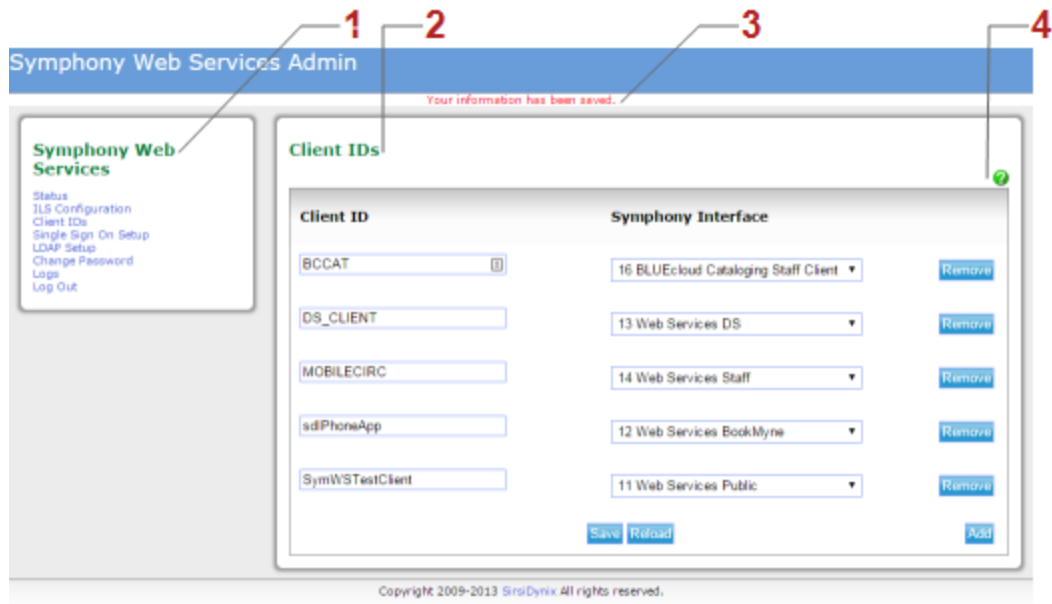 1 2 3 4
Symphony Web Services Admin
Your information has been saved.
Symphony Web
Services
Status
ILS Configuration
Client IDs
Single Sign On Setup
LDAP Setup
Change Password
Logs
Log Out
Client IDs
?
Client ID Symphony Interface
BCCAT 16 BLUEcloud Cataloging Staff Client Remove
DS_CLIENT 13 Web Services DS Remove
MOBILECIRC 14 Web Services Staff Remove
sdIPhoneApp 12 Web Services BookMyne Remove
SymWSTestClient 11 Web Services Public Remove
Save Reload Add
Copyright 2009-2013 SirsiDynix All rights reserved.